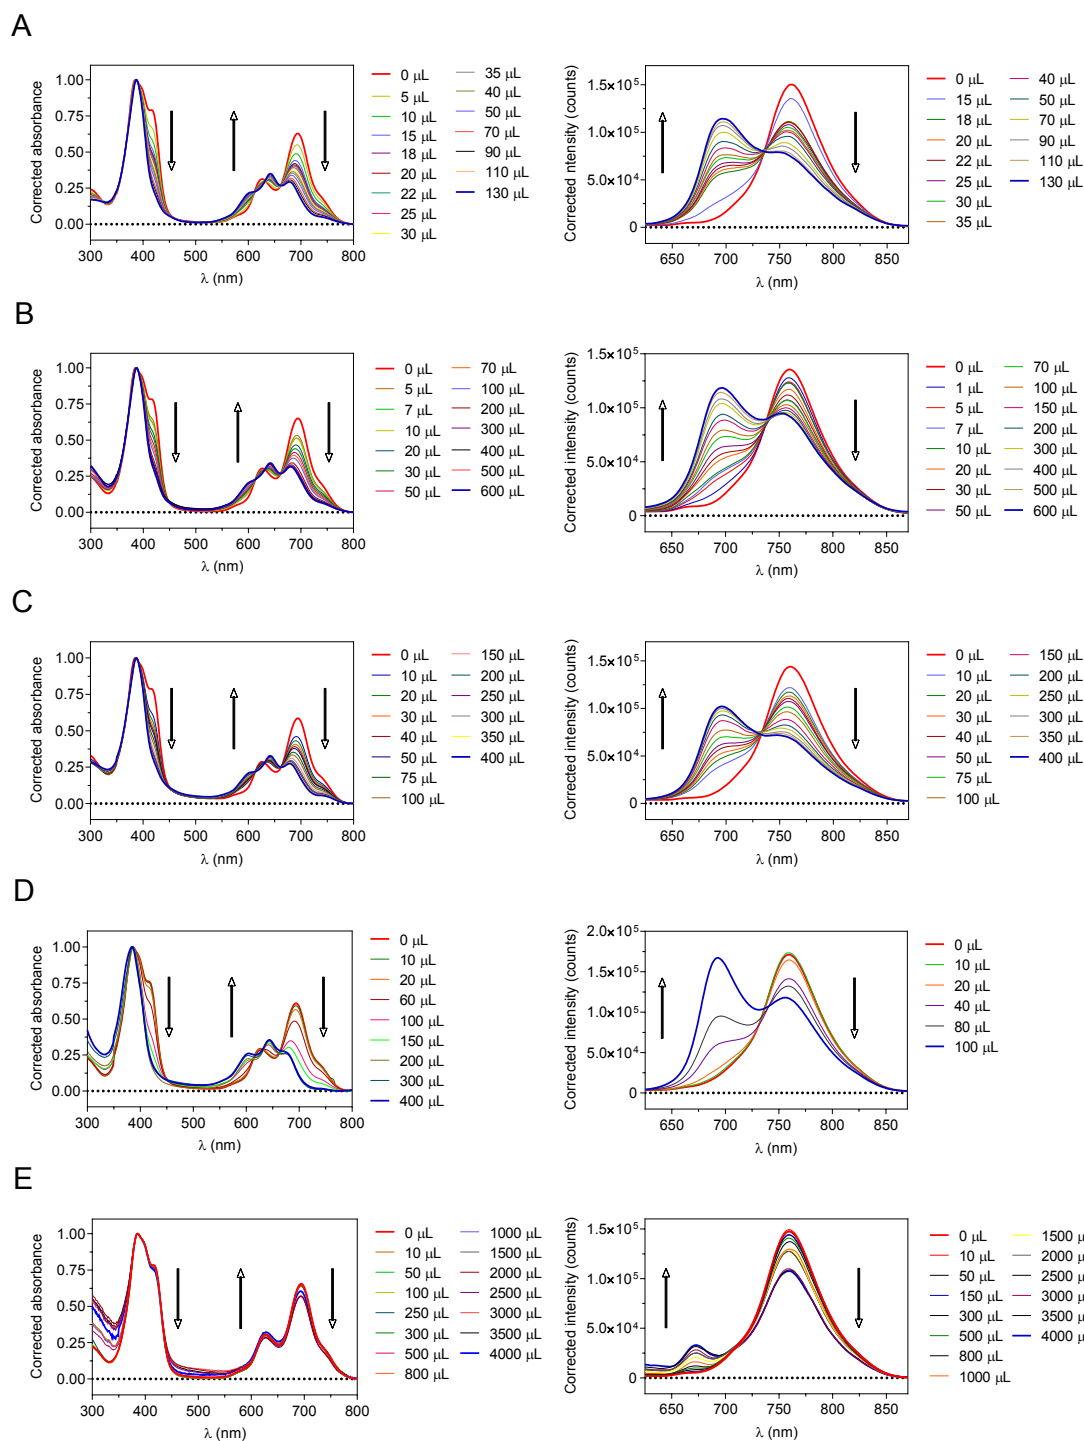 A
Corrected absorbance
1.00
0.75
0.50
0.25
0.00
300 400 500 600 700 800
λ (nm)
0 µL
5 µL
10 µL
15 µL
18 µL
20 µL
22 µL
25 µL
30 µL
35 µL
40 µL
50 µL
70 µL
90 µL
110 µL
130 µL
Corrected intensity (counts)
1.5×10⁵
1.0×10⁵
5.0×10⁴
0
650 700 750 800 850
λ (nm)
0 µL
15 µL
18 µL
20 µL
22 µL
25 µL
30 µL
35 µL
40 µL
50 µL
70 µL
90 µL
110 µL
130 µL
B
Corrected absorbance
1.00
0.75
0.50
0.25
0.00
300 400 500 600 700 800
λ (nm)
0 µL
5 µL
7 µL
10 µL
20 µL
30 µL
50 µL
70 µL
100 µL
200 µL
300 µL
400 µL
500 µL
600 µL
Corrected intensity (counts)
1.5×10⁵
1.0×10⁵
5.0×10⁴
0
650 700 750 800 850
λ (nm)
0 µL
1 µL
5 µL
7 µL
10 µL
20 µL
30 µL
50 µL
70 µL
100 µL
150 µL
200 µL
300 µL
400 µL
500 µL
600 µL
C
Corrected absorbance
1.00
0.75
0.50
0.25
0.00
300 400 500 600 700 800
λ (nm)
0 µL
10 µL
20 µL
30 µL
40 µL
50 µL
75 µL
100 µL
150 µL
200 µL
250 µL
300 µL
350 µL
400 µL
Corrected intensity (counts)
1.5×10⁵
1.0×10⁵
5.0×10⁴
0
650 700 750 800 850
λ (nm)
0 µL
10 µL
20 µL
30 µL
40 µL
50 µL
75 µL
100 µL
150 µL
200 µL
250 µL
300 µL
350 µL
400 µL
D
Corrected absorbance
1.00
0.75
0.50
0.25
0.00
300 400 500 600 700 800
λ (nm)
0 µL
10 µL
20 µL
60 µL
100 µL
150 µL
200 µL
300 µL
400 µL
Corrected intensity (counts)
2.0×10⁵
1.5×10⁵
1.0×10⁵
5.0×10⁴
0
650 700 750 800 850
λ (nm)
0 µL
10 µL
20 µL
40 µL
80 µL
100 µL
E
Corrected absorbance
1.00
0.75
0.50
0.25
0.00
300 400 500 600 700 800
λ (nm)
0 µL
10 µL
50 µL
100 µL
250 µL
300 µL
500 µL
800 µL
1000 µL
1500 µL
2000 µL
2500 µL
3000 µL
3500 µL
4000 µL
Corrected intensity (counts)
1.5×10⁵
1.0×10⁵
5.0×10⁴
0
650 700 750 800 850
λ (nm)
0 µL
10 µL
50 µL
150 µL
300 µL
500 µL
800 µL
1000 µL
1500 µ
2000 µ
2500 µ
3000 µ
3500 µ
4000 µ